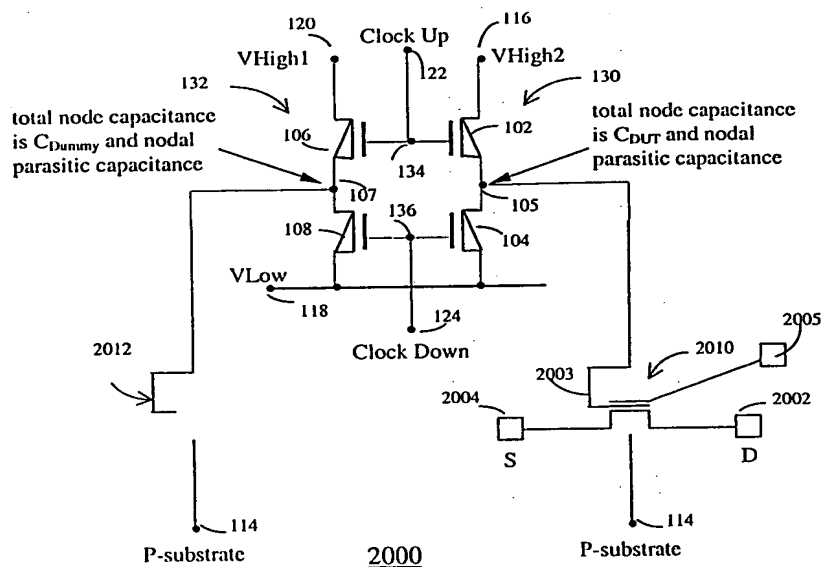 120
Clock Up
116
VHigh1
122
VHigh2
132
130
total node capacitance
is CDummy and nodal
parasitic capacitance
106
134
102
total node capacitance
is CDUT and nodal
parasitic capacitance
107
105
108
136
104
VLow
118
124
Clock Down
2005
2012
2003
2010
2004
2002
S
D
114
P-substrate
2000
114
P-substrate